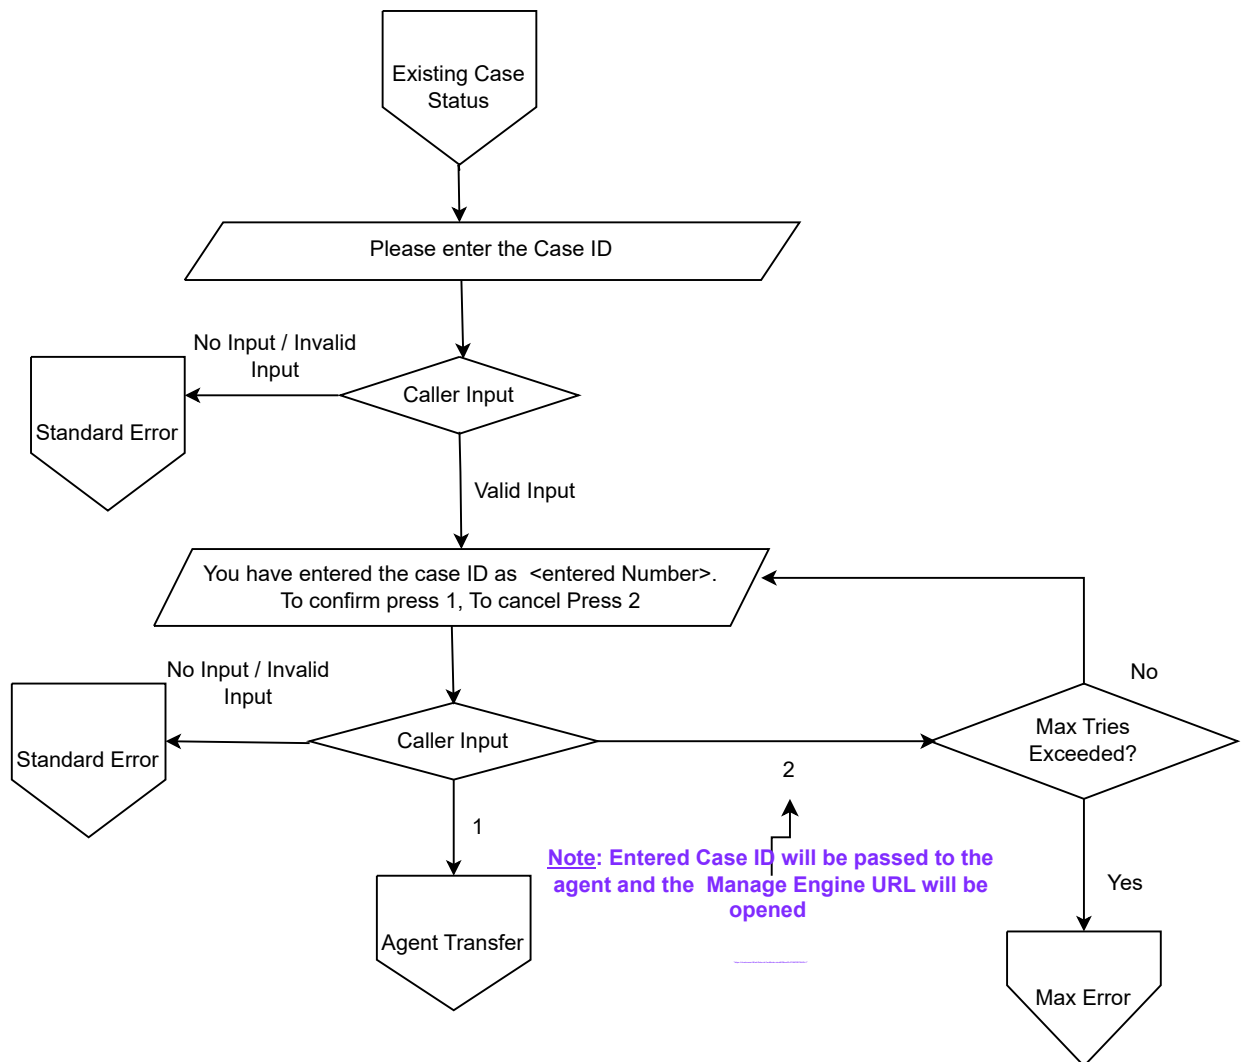 Existing Case
Status
Please enter the Case ID
No Input / Invalid
Input
Caller Input
Standard Error
Valid Input
You have entered the case ID as <entered Number>.
To confirm press 1, To cancel Press 2
No Input / Invalid
Input
No
Standard Error
Caller Input
Max Tries
Exceeded?
2
1
Note: Entered Case ID will be passed to the
agent and the Manage Engine URL will be
opened
Yes
Agent Transfer
Max Error